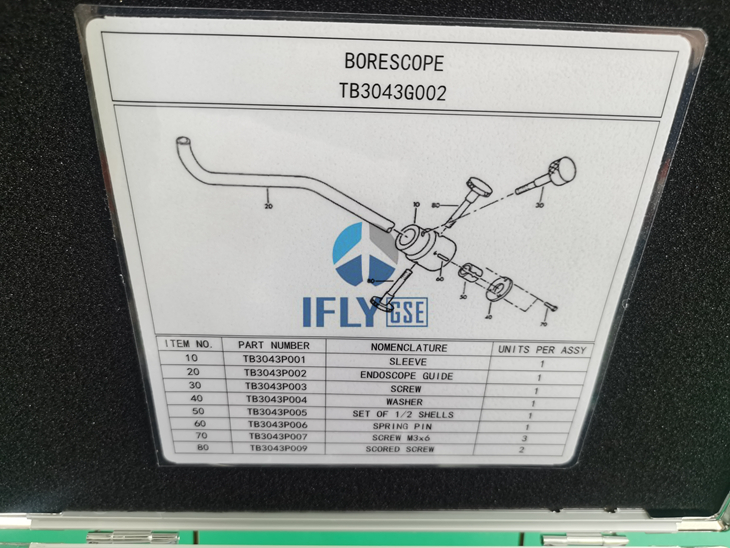 BORESCOPE
TB3043G002
20
10
80
30
80
60
50
40
70
IFLY GSE
ITEM NO. PART NUMBER NOMENCLATURE UNITS PER ASSY
10 TB3043P001 SLEEVE 1
20 TB3043P002 ENDOSCOPE GUIDE 1
30 TB3043P003 SCREW 1
40 TB3043P004 WASHER 1
50 TB3043P005 SET OF 1/2 SHELLS 1
60 TB3043P006 SPRING PIN 1
70 TB3043P007 SCREW M3x6 3
80 TB3043P009 SCORED SCREW 2